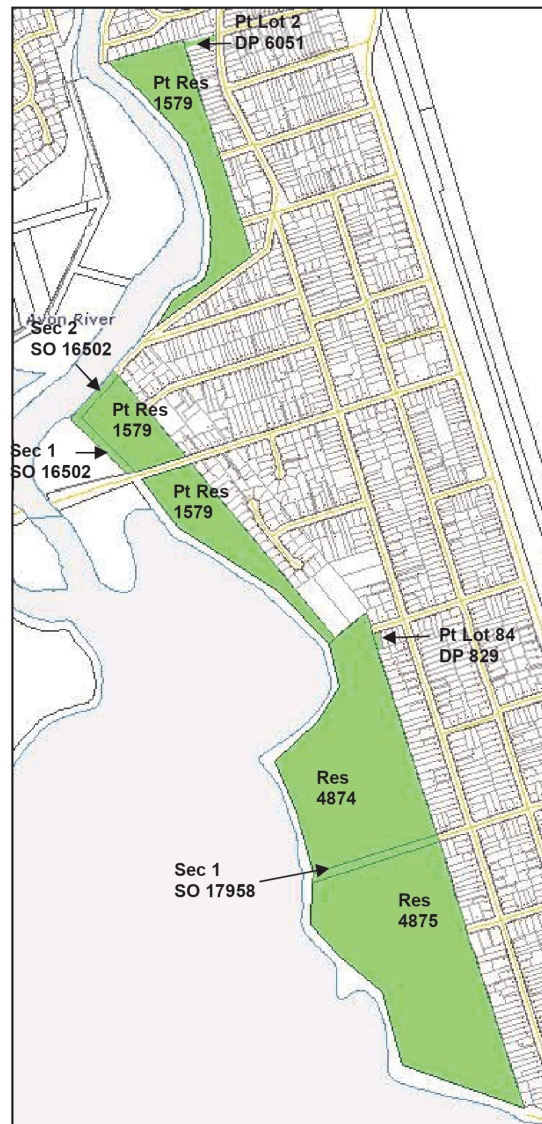 Pt Lot 2
DP 6051
Pt Res
1579
Avon River
Sec 2
SO 16502
Pt Res
1579
Sec 1
SO 16502
Pt Res
1579
Pt Lot 84
DP 829
Res
4874
Sec 1
SO 17958
Res
4875